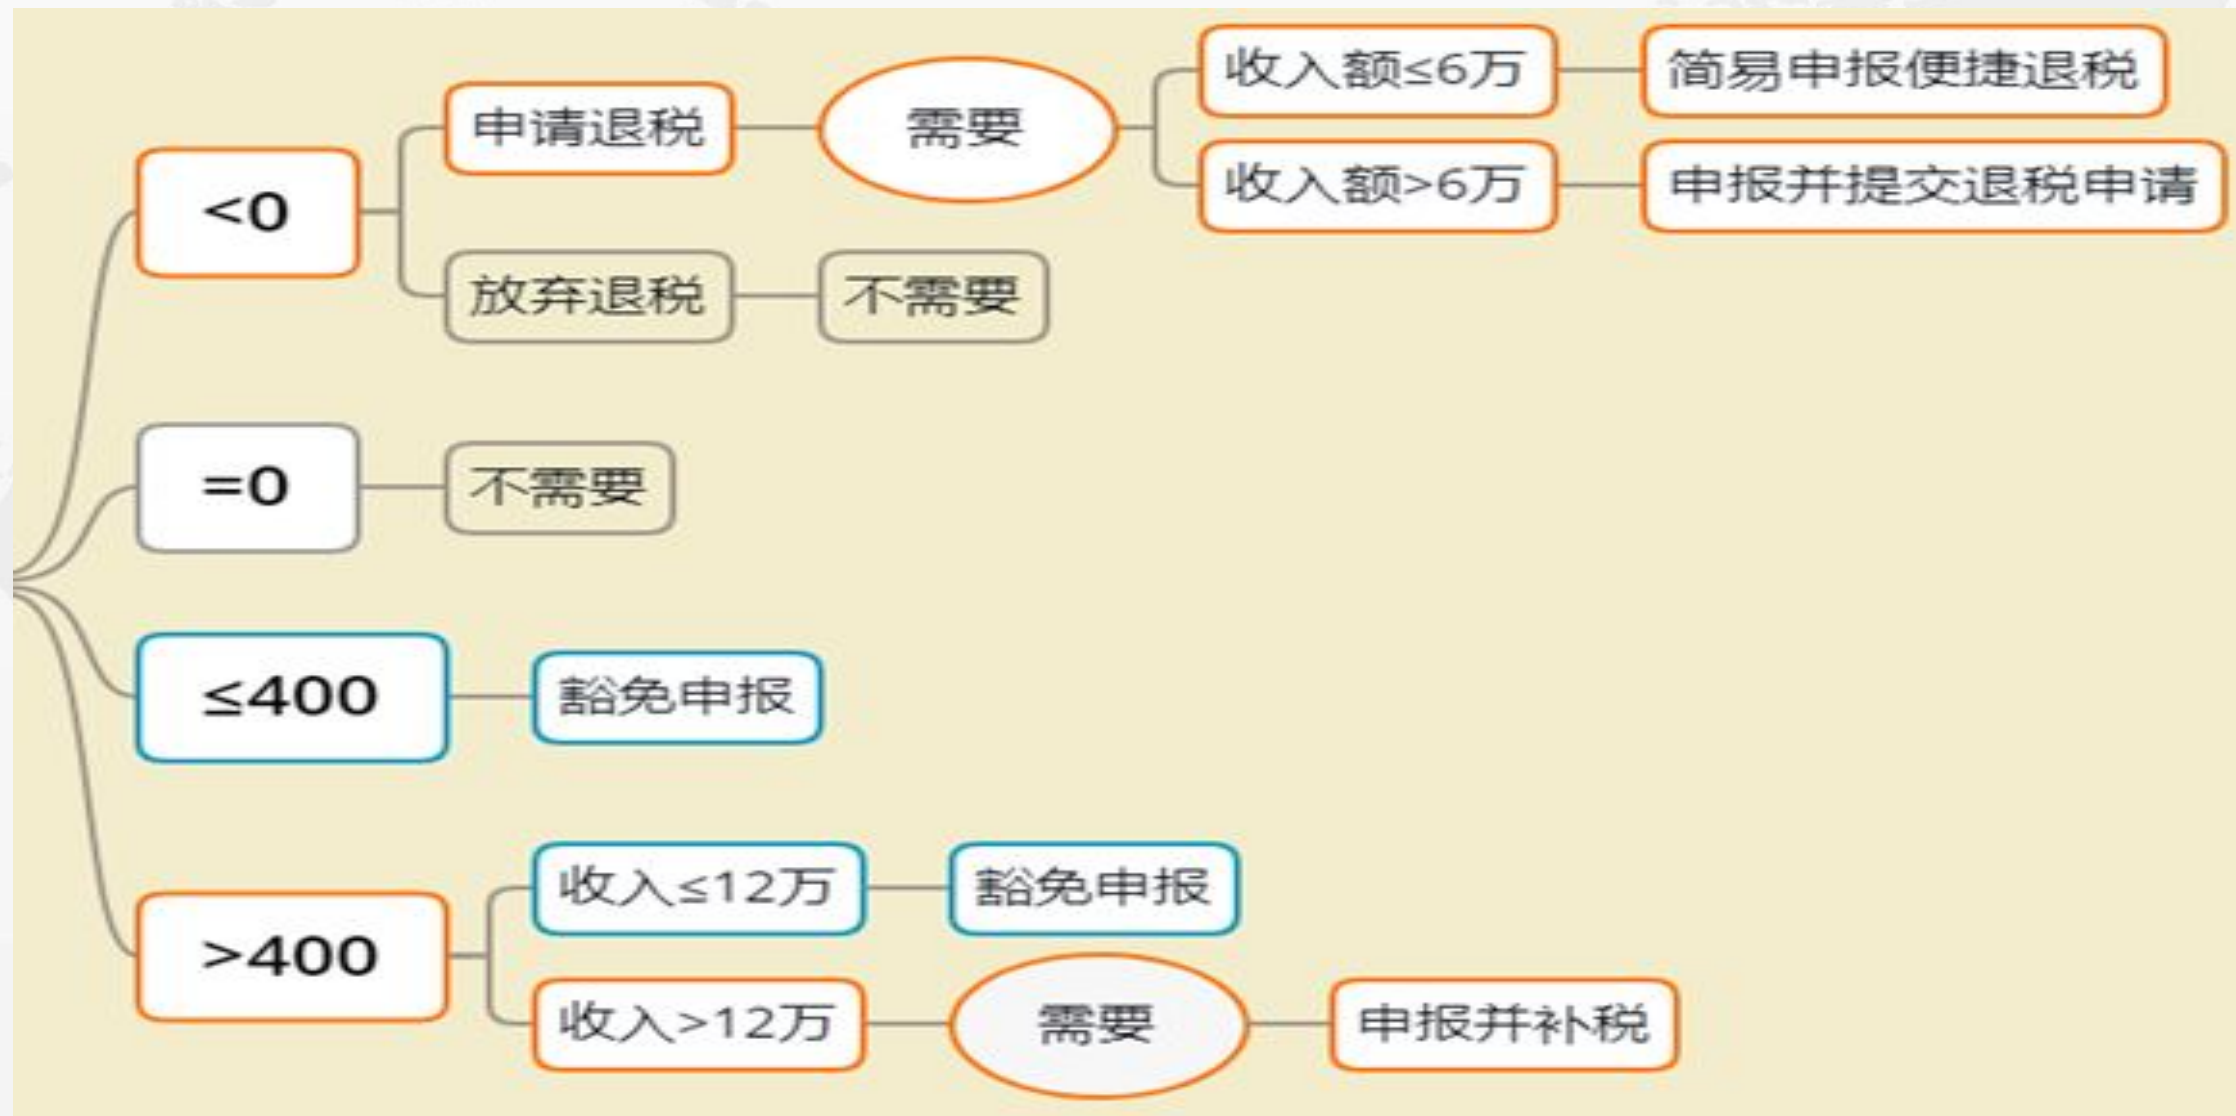 收入额≤6万
简易申报便捷退税
申请退税
需要
收入额>6万
申报并提交退税申请
<0
放弃退税
不需要
=0
不需要
≤400
豁免申报
收入≤12万
豁免申报
>400
收入>12万
需要
申报并补税